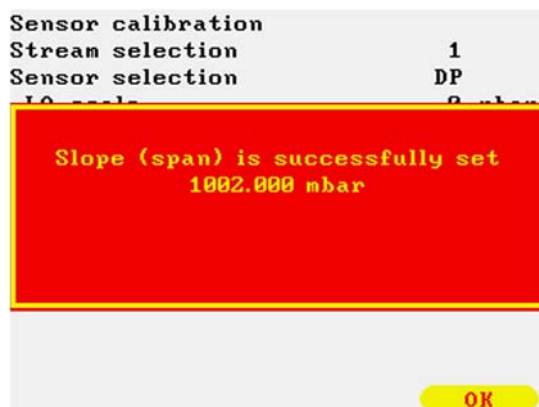 Sensor calibration
Stream selection 1
Sensor selection DP
Slope (span) is successfully set
1002.000 mbar
OK